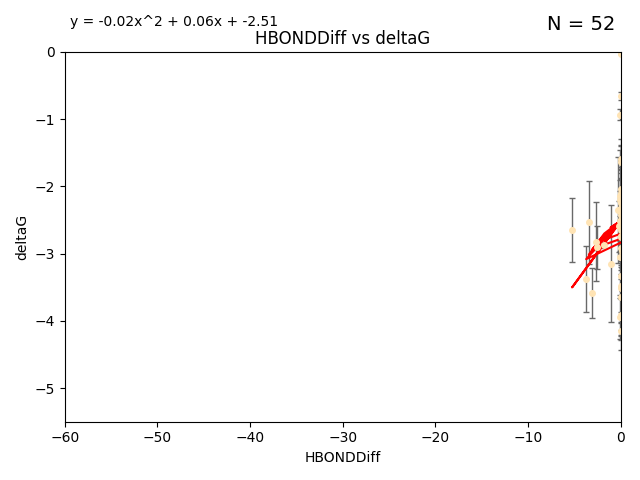 y = -0.02x^2 + 0.06x + -2.51
N = 52
HBONDDiff vs deltaG
0
−1
−2
−3
−4
−5
deltaG
−60
−50
−40
−30
−20
−10
0
HBONDDiff